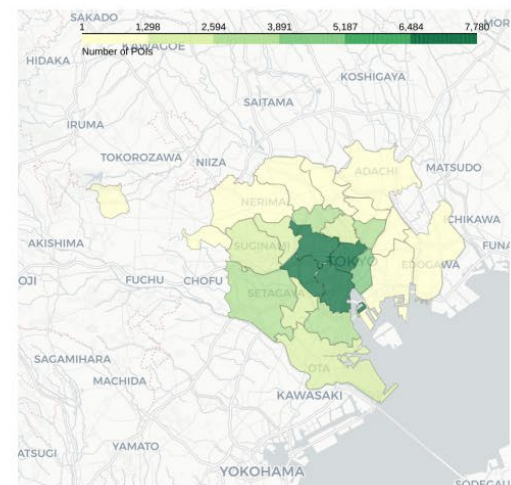 SAKADO
1 1,298 2,594 3,891 5,187 6,484 7,780
KAWAGOE
Number of POIs
HIDAKA
KOSHIGAYA
SAITAMA
IRUMA
TOKOROZAWA
NIIZA
ADACHI
MATSUDO
NERIMA
ICHIKAWA
AKISHIMA
SUGINAMI
TOKYO
FUNA
EDOGAWA
OJI
FUCHU
CHOFU
SETAGAYA
SAGAMIHARA
OTA
MACHIDA
KAWASAKI
YAMATO
ATSUGI
YOKOHAMA
SODEGAU